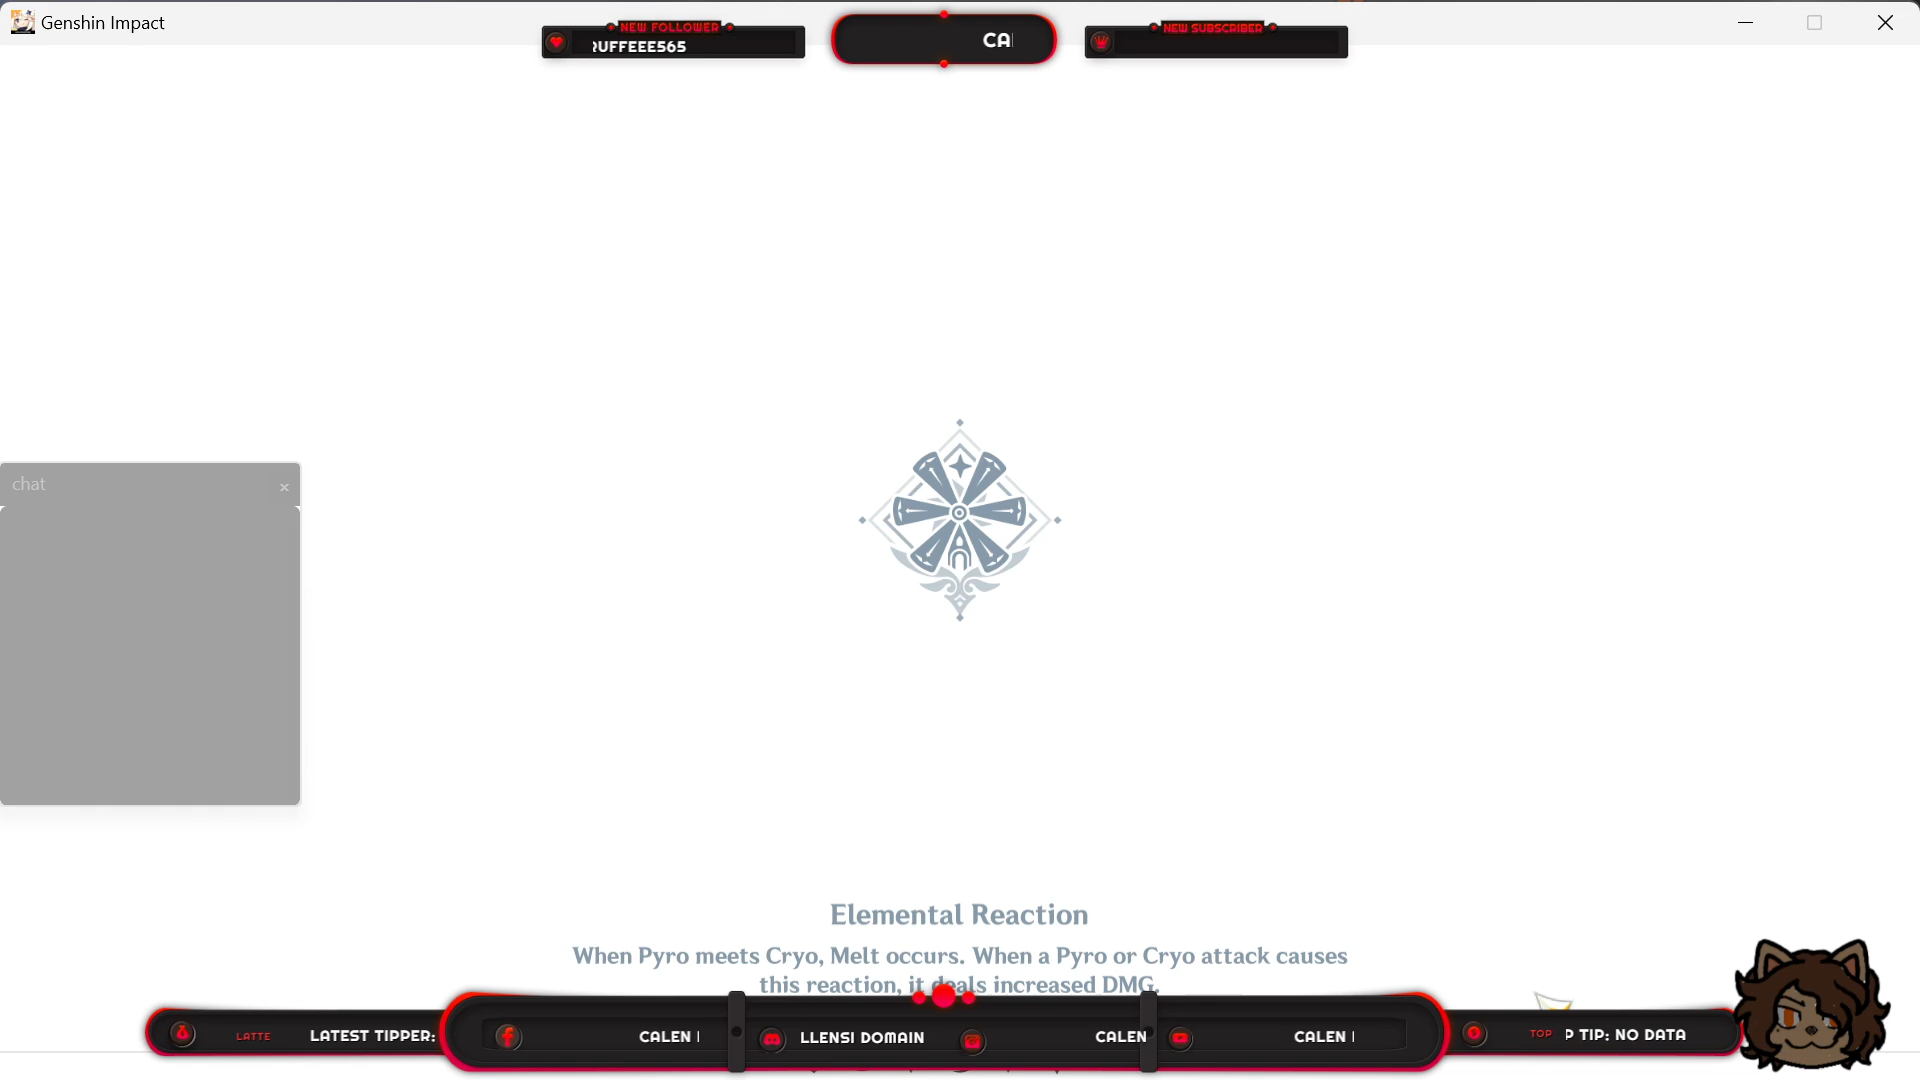 Genshin Impact
NEW FOLLOWER
RUFFEEE565
CA
NEW SUBSCRIBER
chat
Elemental Reaction
When Pyro meets Cryo, Melt occurs. When a Pyro or Cryo attack causes
this reaction, it deals increased DMG.
LATTE
LATEST TIPPER:
CALEN
LLENSI DOMAIN
CALEN
CALEN
TOP
P TIP: NO DATA